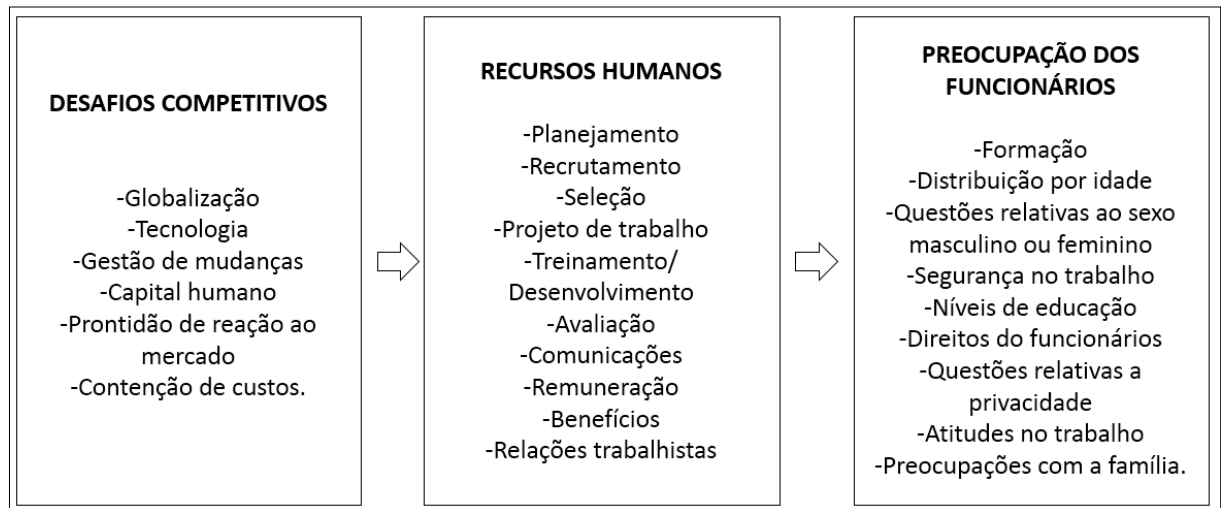 DESAFIOS COMPETITIVOS
-Globalização
-Tecnologia
-Gestão de mudanças
-Capital humano
-Prontidão de reação ao
mercado
-Contenção de custos.
RECURSOS HUMANOS
-Planejamento
-Recrutamento
-Seleção
-Projeto de trabalho
-Treinamento/
Desenvolvimento
-Avaliação
-Comunicações
-Remuneração
-Benefícios
-Relações trabalhistas
PREOCUPAÇÃO DOS
FUNCIONÁRIOS
-Formação
-Distribuição por idade
-Questões relativas ao sexo
masculino ou feminino
-Segurança no trabalho
-Níveis de educação
-Direitos do funcionários
-Questões relativas a
privacidade
-Atitudes no trabalho
-Preocupações com a família.